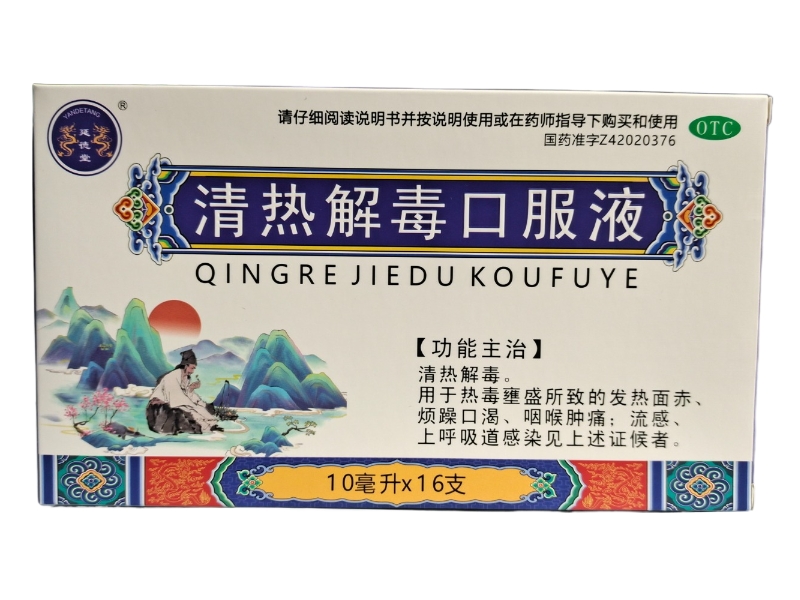 YANDETANG
延德堂
®
请仔细阅读说明书并按说明使用或在药师指导下购买和使用
国药准字Z42020376
OTC
清热解毒口服液
QINGRE JIEDU KOUFUYE
【功能主治】
清热解毒。
用于热毒壅盛所致的发热面赤、
烦躁口渴、咽喉肿痛；流感、
上呼吸道感染见上述证候者。
10毫升x16支